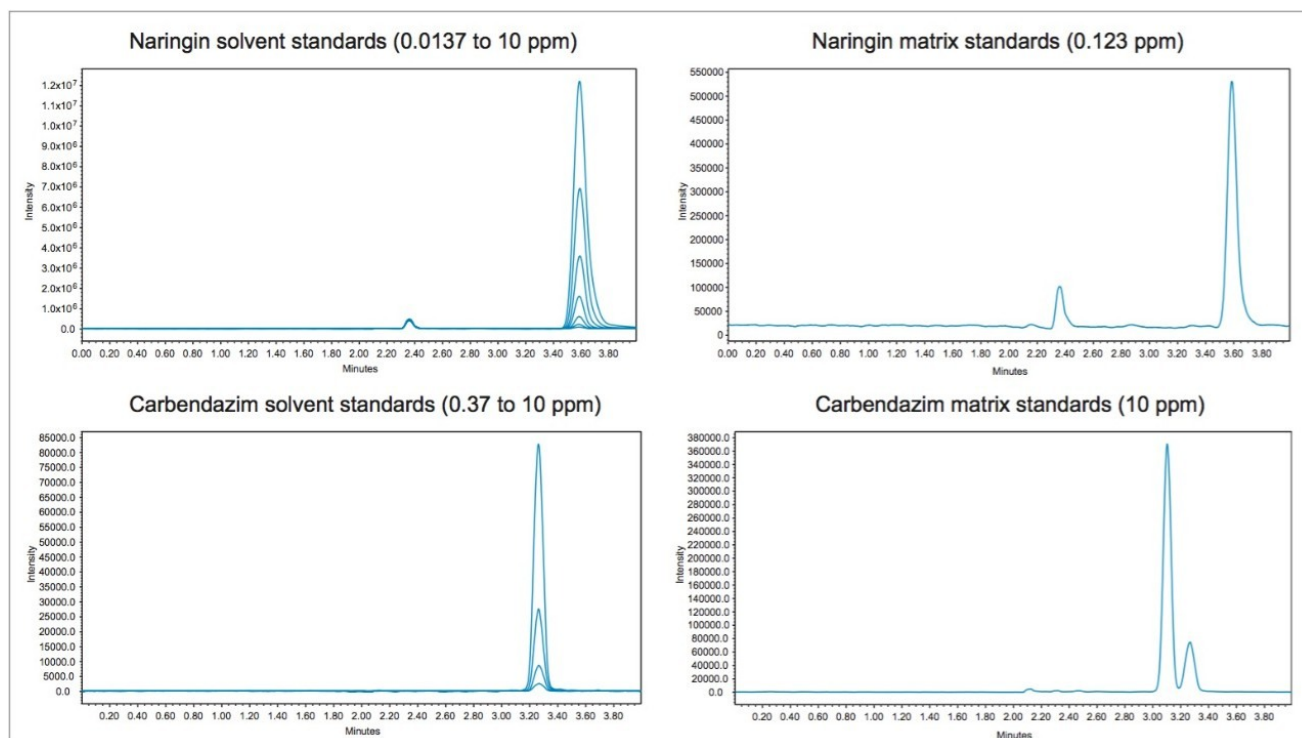 Naringin solvent standards (0.0137 to 10 ppm)
Intensity
1.2x10⁷
1.1x10⁷
1.0x10⁷
9.0x10⁶
8.0x10⁶
7.0x10⁶
6.0x10⁶
5.0x10⁶
4.0x10⁶
3.0x10⁶
2.0x10⁶
1.0x10⁶
0.0
0.00 0.20 0.40 0.60 0.80 1.00 1.20 1.40 1.60 1.80 2.00 2.20 2.40 2.60 2.80 3.00 3.20 3.40 3.60 3.80
Minutes
Naringin matrix standards (0.123 ppm)
Intensity
550000
500000
450000
400000
350000
300000
250000
200000
150000
100000
50000
0
0.00 0.20 0.40 0.60 0.80 1.00 1.20 1.40 1.60 1.80 2.00 2.20 2.40 2.60 2.80 3.00 3.20 3.40 3.60 3.80
Minutes
Carbendazim solvent standards (0.37 to 10 ppm)
Intensity
85000.0
80000.0
75000.0
70000.0
65000.0
60000.0
55000.0
50000.0
45000.0
40000.0
35000.0
30000.0
25000.0
20000.0
15000.0
10000.0
5000.0
0.0
0.20 0.40 0.60 0.80 1.00 1.20 1.40 1.60 1.80 2.00 2.20 2.40 2.60 2.80 3.00 3.20 3.40 3.60 3.80
Minutes
Carbendazim matrix standards (10 ppm)
Intensity
380000.0
360000.0
340000.0
320000.0
300000.0
280000.0
260000.0
240000.0
220000.0
200000.0
180000.0
160000.0
140000.0
120000.0
100000.0
80000.0
60000.0
40000.0
20000.0
0.0
0.20 0.40 0.60 0.80 1.00 1.20 1.40 1.60 1.80 2.00 2.20 2.40 2.60 2.80 3.00 3.20 3.40 3.60 3.80
Minutes